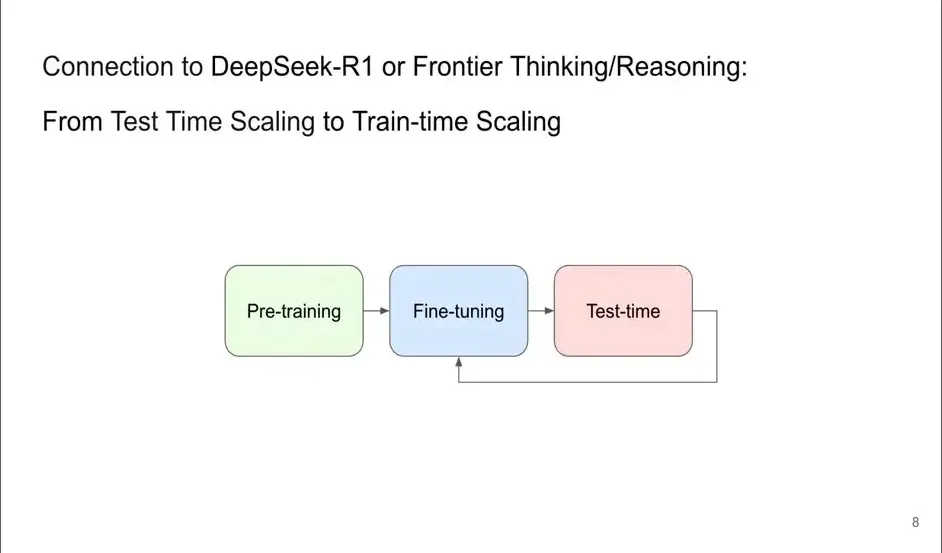 Connection to DeepSeek-R1 or Frontier Thinking/Reasoning:
From Test Time Scaling to Train-time Scaling
Pre-training
Fine-tuning
Test-time
8